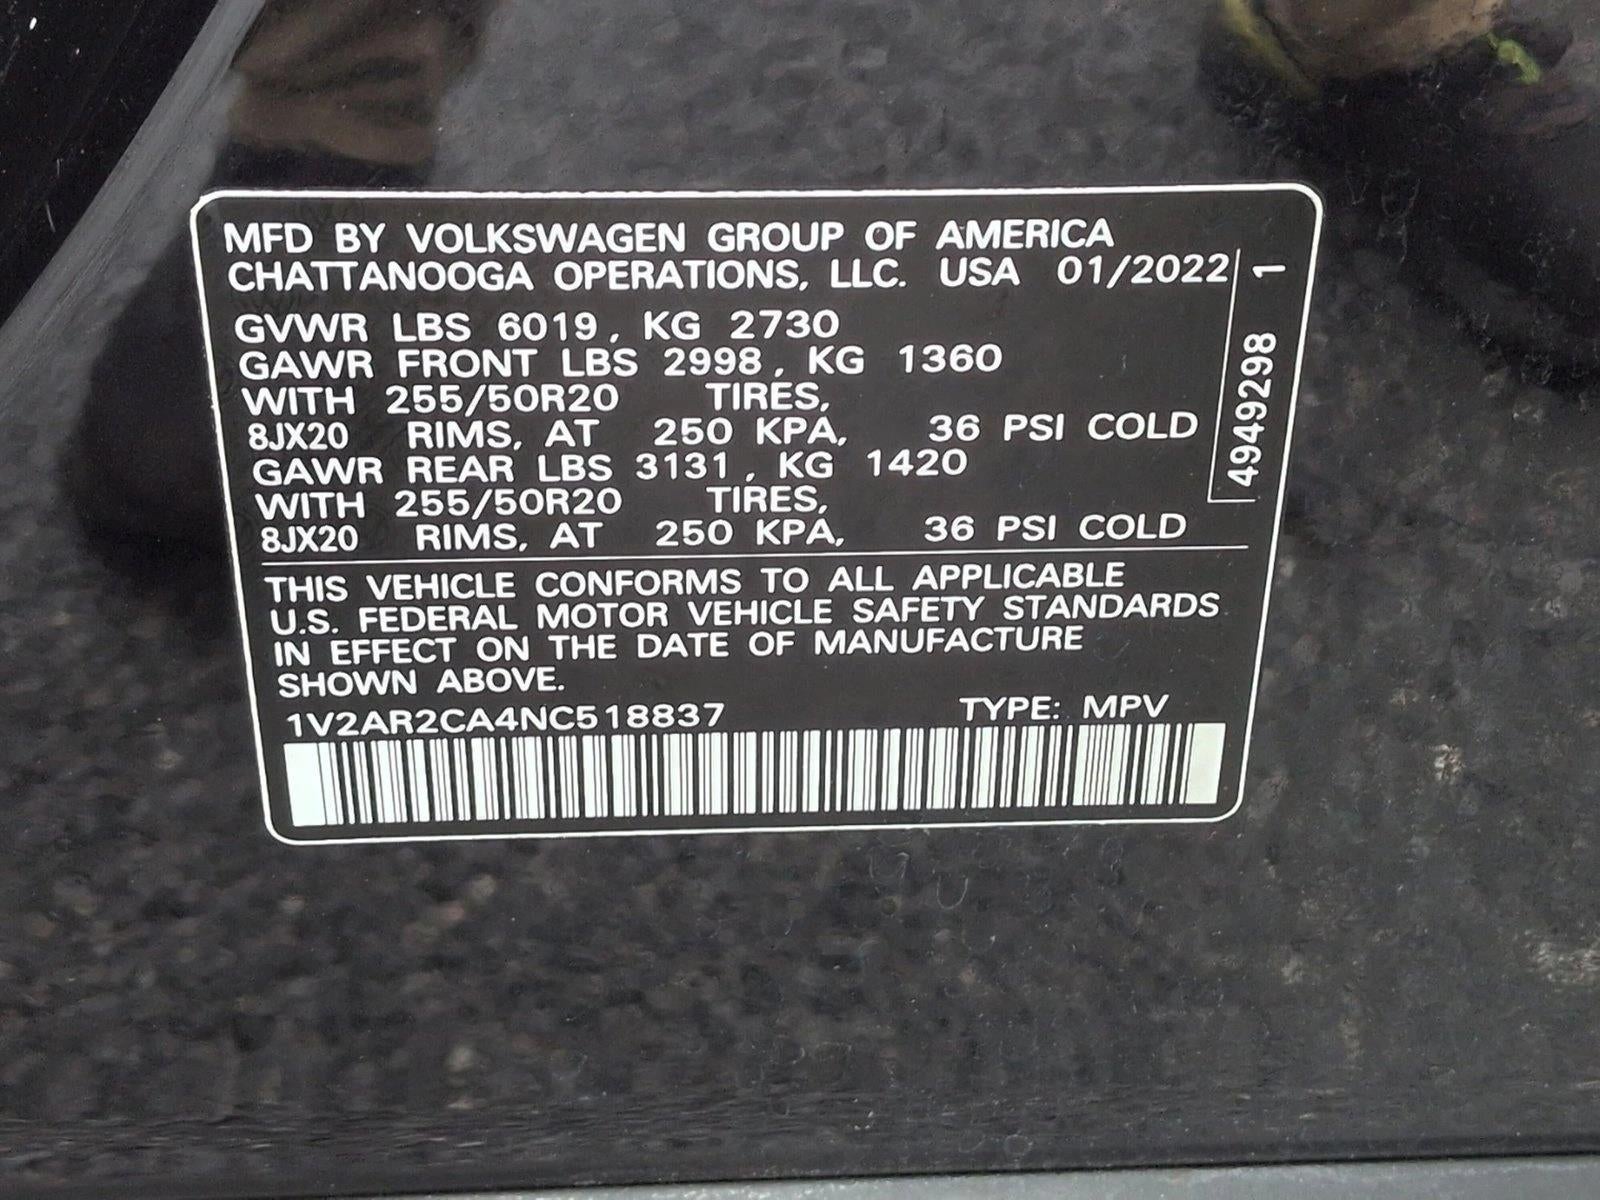 MFD BY VOLKSWAGEN GROUP OF AMERICA
CHATTANOOGA OPERATIONS, LLC. USA 01/2022
GVWR LBS 6019, KG 2730
GAWR FRONT LBS 2998, KG 1360
WITH 255/50R20 TIRES,
8JX20 RIMS, AT 250 KPA, 36 PSI COLD
GAWR REAR LBS 3131, KG 1420
WITH 255/50R20 TIRES,
8JX20 RIMS, AT 250 KPA, 36 PSI COLD
4949298 1
THIS VEHICLE CONFORMS TO ALL APPLICABLE
U.S. FEDERAL MOTOR VEHICLE SAFETY STANDARDS
IN EFFECT ON THE DATE OF MANUFACTURE
SHOWN ABOVE.
1V2AR2CA4NC518837 TYPE: MPV